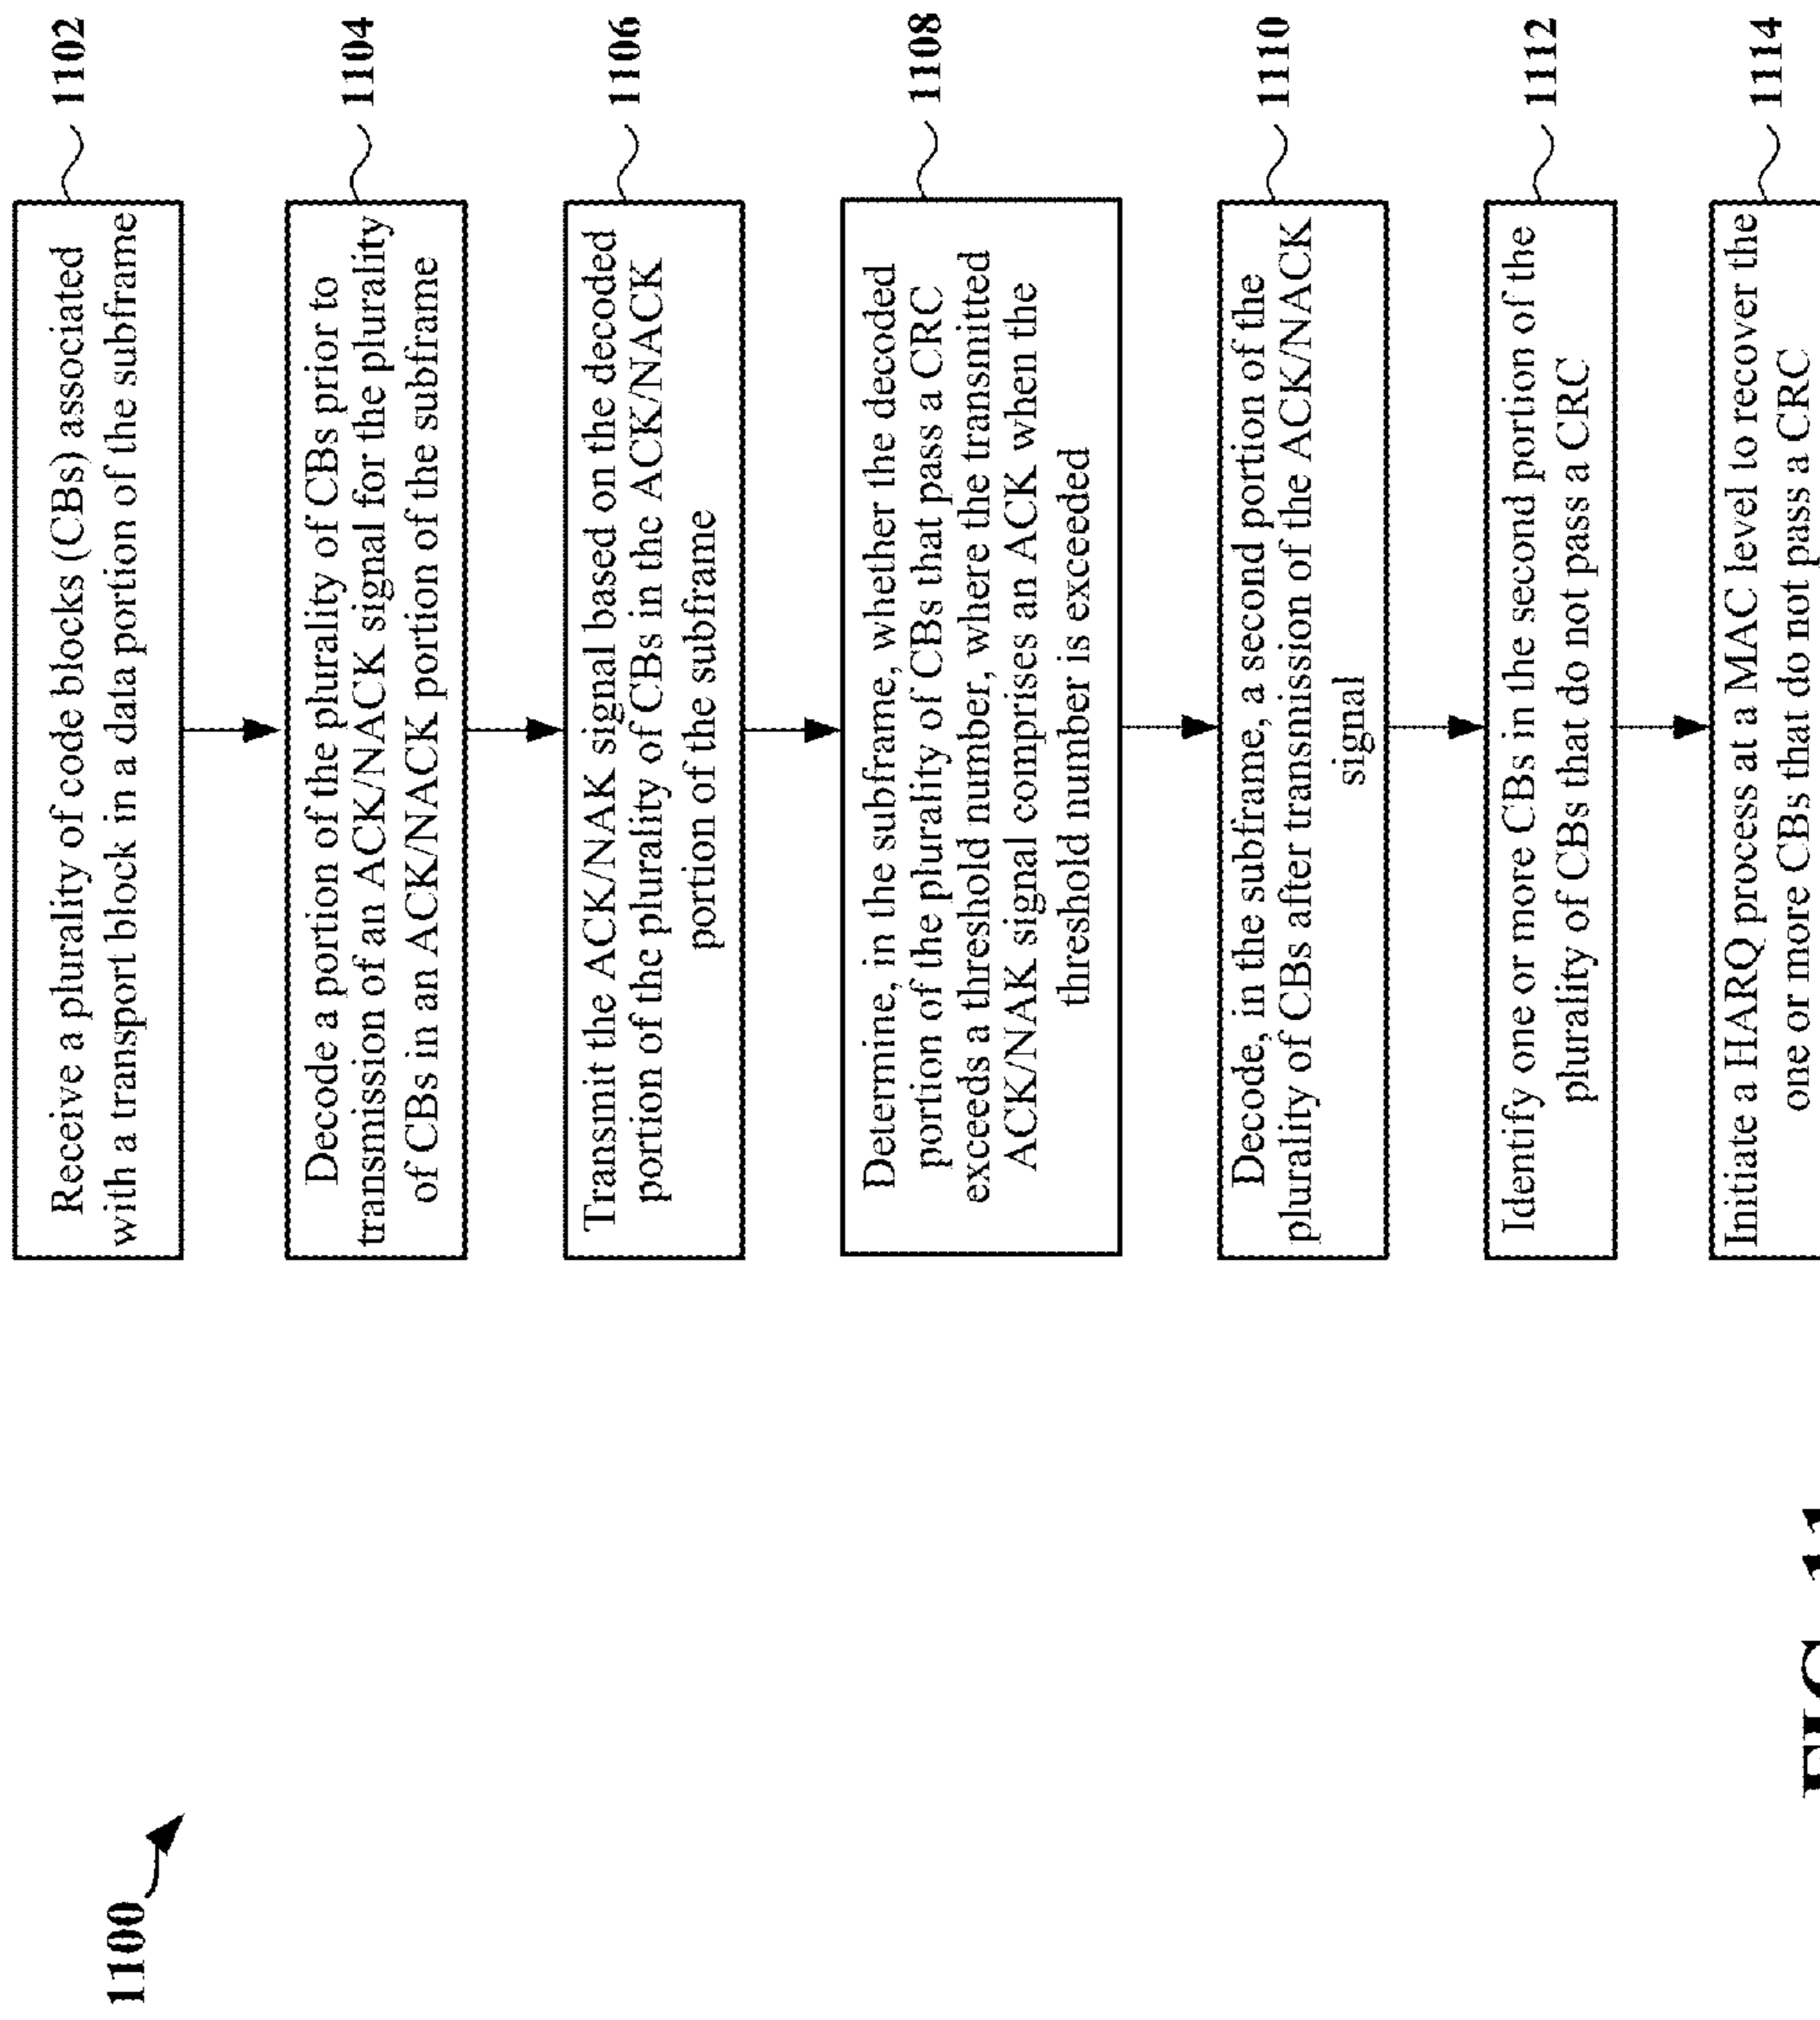 1100
Receive a plurality of code blocks (CBs) associated
with a transport block in a data portion of the subframe
1102
Decode a portion of the plurality of CBs prior to
transmission of an ACK/NACK signal for the plurality
of CBs in an ACK/NACK portion of the subframe
1104
Transmit the ACK/NAK signal based on the decoded
portion of the plurality of CBs in the ACK/NACK
portion of the subframe
1106
Determine, in the subframe, whether the decoded
portion of the plurality of CBs that pass a CRC
exceeds a threshold number, where the transmitted
ACK/NAK signal comprises an ACK when the
threshold number is exceeded
1108
Decode, in the subframe, a second portion of the
plurality of CBs after transmission of the ACK/NACK
signal
1110
Identify one or more CBs in the second portion of the
plurality of CBs that do not pass a CRC
1112
Initiate a HARQ process at a MAC level to recover the
one or more CBs that do not pass a CRC
1114